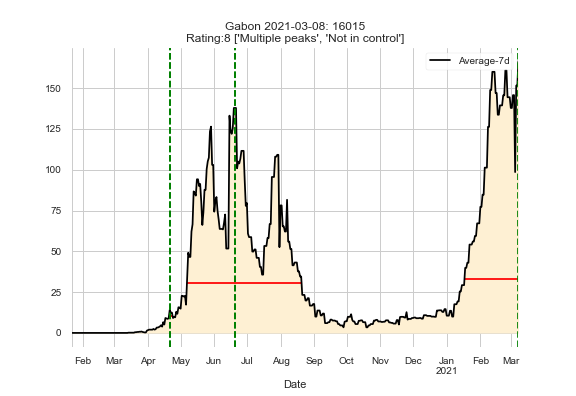 Gabon 2021-03-08: 16015
Rating:8 ['Multiple peaks', 'Not in control']
Average-7d
150
125
100
75
50
25
0
Feb Mar Apr May Jun Jul Aug Sep Oct Nov Dec Jan Feb Mar
2021
Date